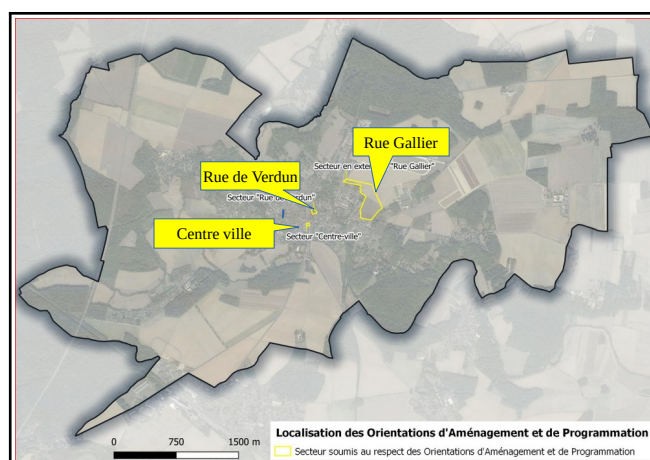 Rue Gallier
Secteur en exte "Rue Gallier"
Rue de Verdun
Secteur "Rue de Verdun"
Centre ville
Secteur "Centre-ville"
Localisation des Orientations d'Aménagement et de Programmation
Secteur soumis au respect des Orientations d'Aménagement et de Programmation
0 750 1500 m